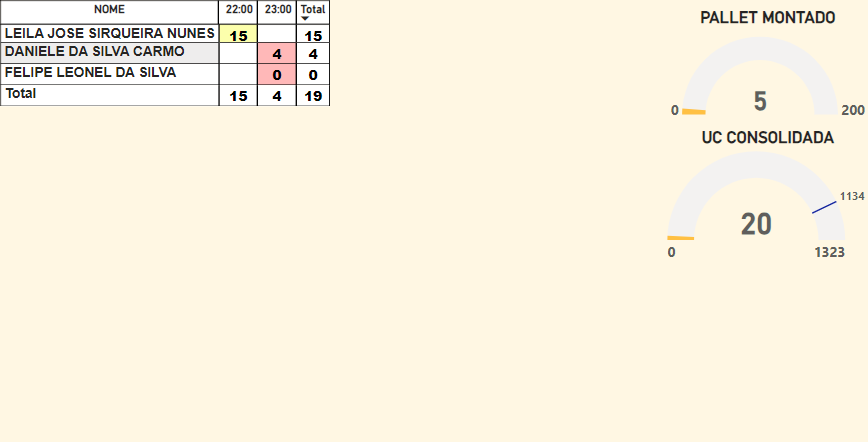 NOME 22:00 23:00 Total
LEILA JOSE SIRQUEIRA NUNES 15 15
DANIELE DA SILVA CARMO 4 4
FELIPE LEONEL DA SILVA 0 0
Total 15 4 19
PALLET MONTADO
5
0 200
UC CONSOLIDADA
1134
20
0 1323